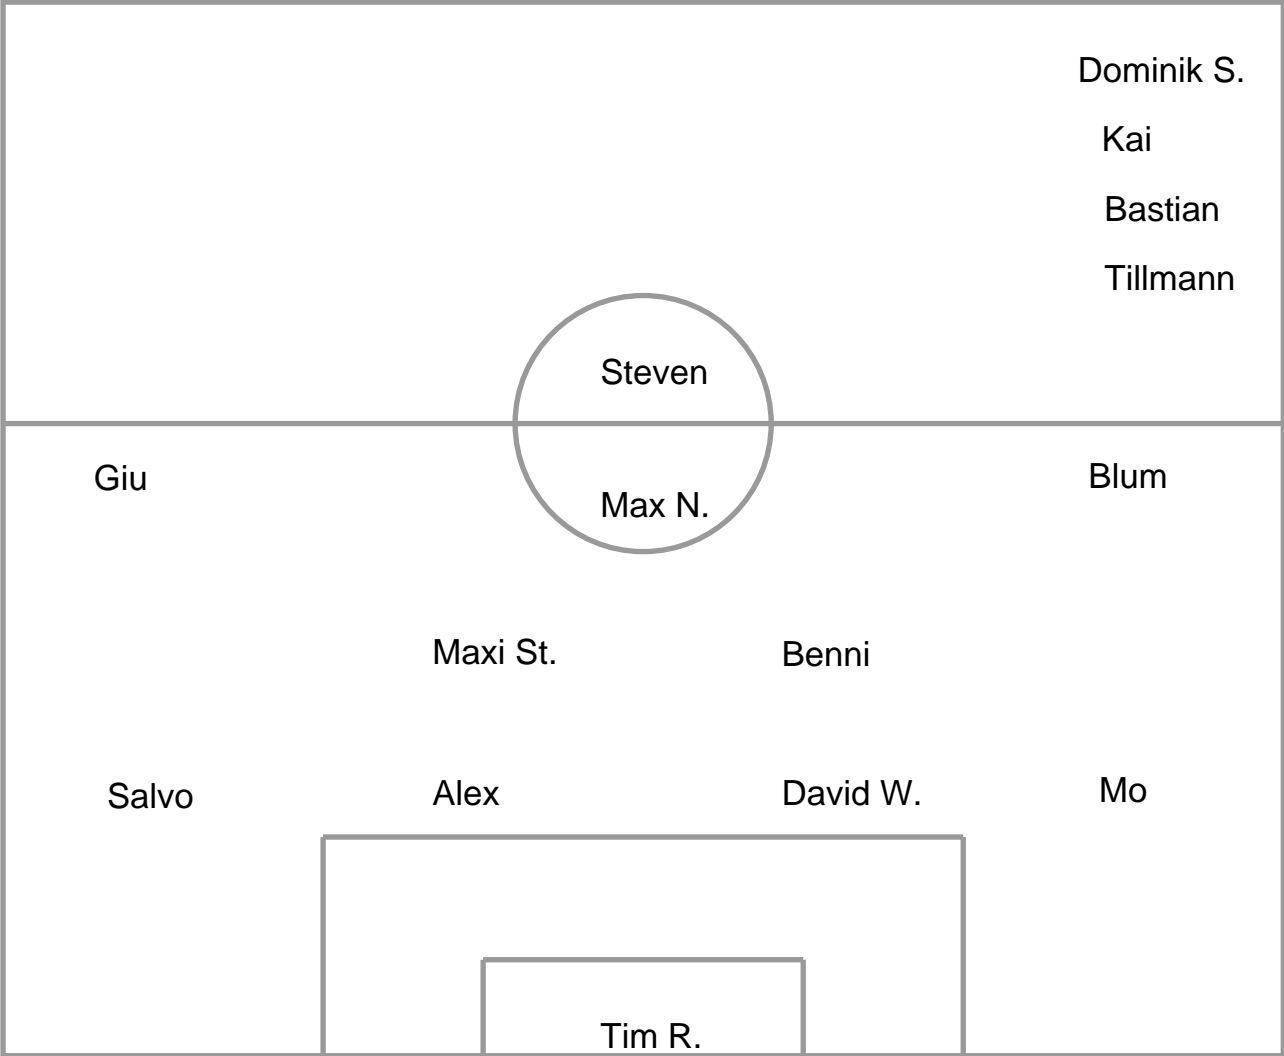 Dominik S.
Kai
Bastian
Tillmann
Steven
Giu
Blum
Max N.
Maxi St.
Benni
Salvo
Alex
David W.
Mo
Tim R.